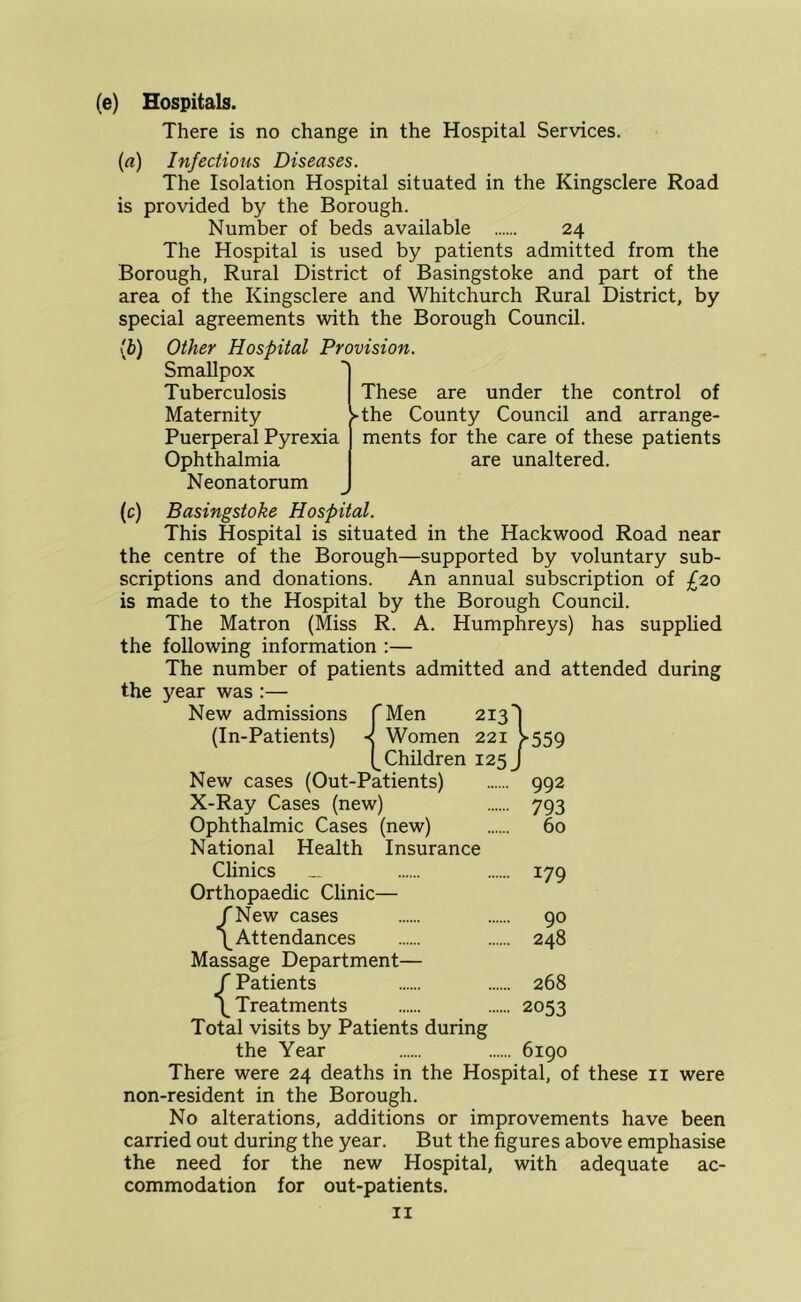 (e) Hospitals.
There is no change in the Hospital Services.
(a) Infectious Diseases.
The Isolation Hospital situated in the Kingsclere Road
is provided by the Borough.
Number of beds available ...... 24
The Hospital is used by patients admitted from the
Borough, Rural District of Basingstoke and part of the
area of the Kingsclere and Whitchurch Rural District, by
special agreements with the Borough Council.
(b) Other Hospital Provision.
Smallpox
Tuberculosis
Maternity
Puerperal Pyrexia
Ophthalmia
Neonatorum
These are under the control of
the County Council and arrange-
ments for the care of these patients
are unaltered.
(c) Basingstoke Hospital.
This Hospital is situated in the Hackwood Road near
the centre of the Borough—supported by voluntary sub-
scriptions and donations. An annual subscription of £20
is made to the Hospital by the Borough Council.
The Matron (Miss R. A. Humphreys) has supplied
the following information :—
The number of patients admitted and attended during
the year was :—
New admissions { Men 213 }
(In-Patients) { Women 221 } 559
{ Children 125 }
New cases (Out-Patients) ...... 992
X-Ray Cases (new) ...... 793
Ophthalmic Cases (new) ...... 60
National Health Insurance
Clinics ... ...... ...... 179
Orthopaedic Clinic—
{ New cases ...... ...... 90
{ Attendances ...... ...... 248
Massage Department—
{ Patients ...... ...... 268
{ Treatments ...... ...... 2053
Total visits by Patients during
the Year ...... ...... 6190
There were 24 deaths in the Hospital, of these 11 were
non-resident in the Borough.
No alterations, additions or improvements have been
carried out during the year. But the figures above emphasise
the need for the new Hospital, with adequate ac-
commodation for out-patients.
11